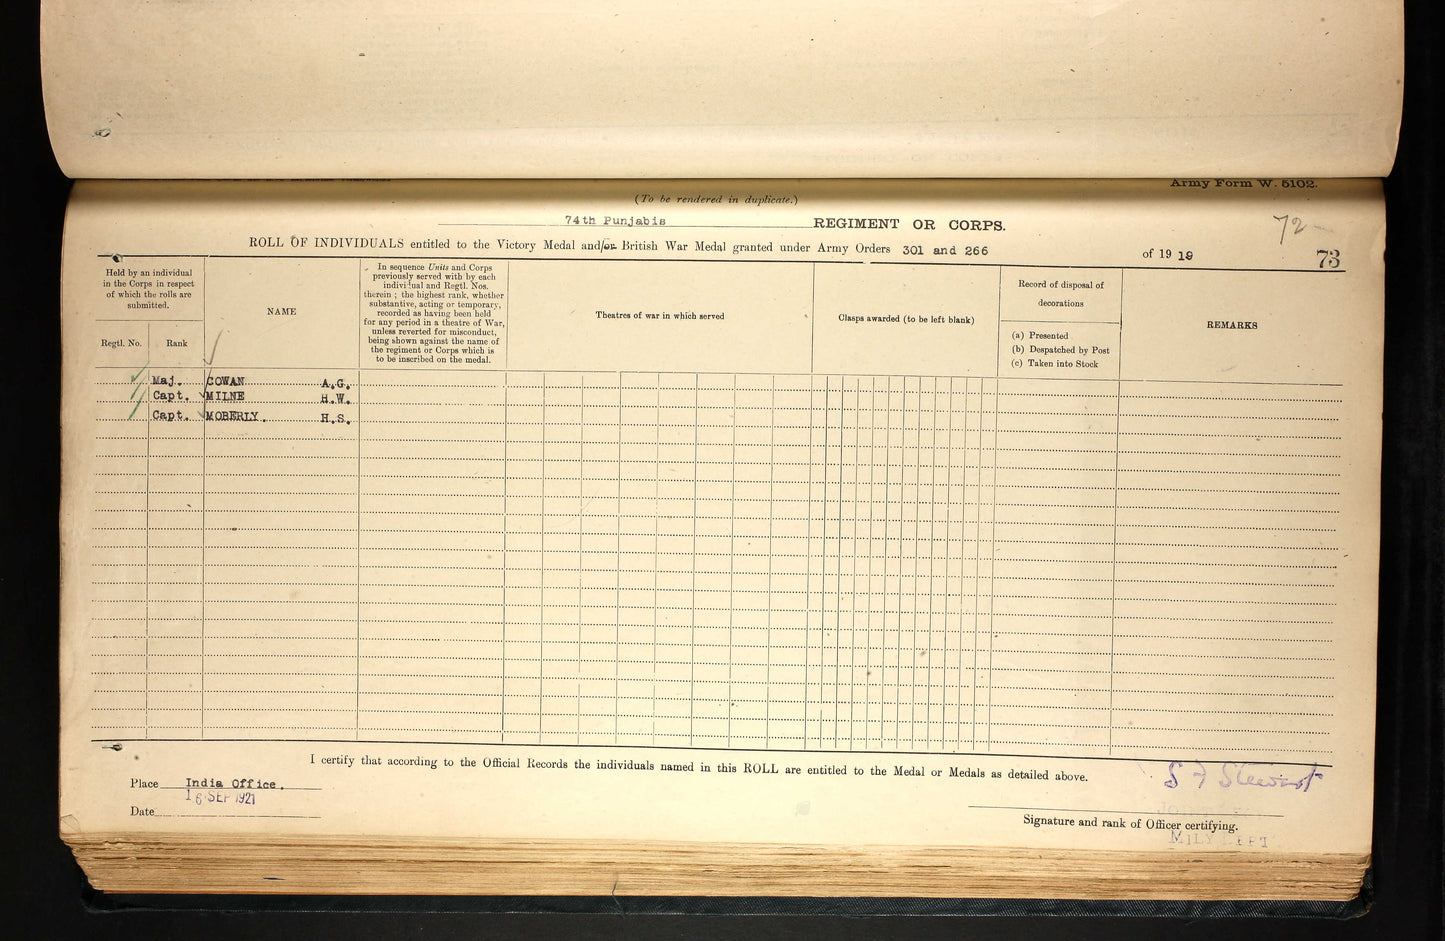 Army Form W. 5102.
(To be rendered in duplicate.)
74th Punjabis REGIMENT OR CORPS.
72
ROLL OF INDIVIDUALS entitled to the Victory Medal and/or British War Medal granted under Army Orders 301 and 266 of 19 19
73
Held by an individual
in the Corps in respect
of which the rolls are
submitted.
Regtl. No. Rank
NAME
In sequence Units and Corps
previously served with by each
individual and Regtl. Nos.
therein ; the highest rank, whether
substantive, acting or temporary,
recorded as having been held
for any period in a theatre of War,
unless reverted for misconduct,
being shown against the name of
the regiment or Corps which is
to be inscribed on the medal.
Theatres of war in which served
Clasps awarded (to be left blank)
Record of disposal of
decorations
(a) Presented
(b) Despatched by Post
(c) Taken into Stock
REMARKS
Maj. COWAN A.G.
Capt. MILNE H.W.
Capt. MOBERLY. H.S.
I certify that according to the Official Records the individuals named in this ROLL are entitled to the Medal or Medals as detailed above.
Place India Office.
16 SEP 1921
Date
S F Stewart
Signature and rank of Officer certifying.
MILY DEPT